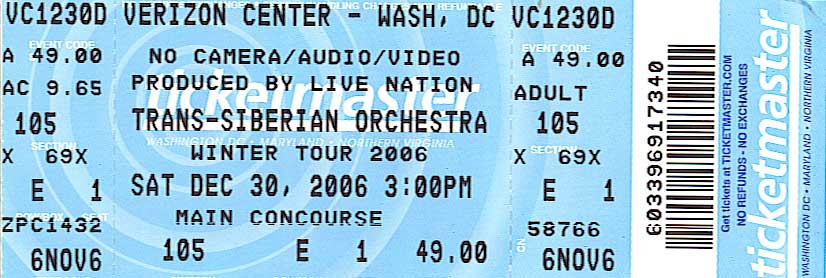 VC1230D VERIZON CENTER - WASH, DC VC1230D
EVENT CODE
A 49.00 NO CAMERA/AUDIO/VIDEO A 49.00
AC 9.65 PRODUCED BY LIVE NATION ADULT
ticketmaster
105 TRANS-SIBERIAN ORCHESTRA 105
SECTION WASHINGTON DC • MARYLAND • NORTHERN VIRGINIA SECTION
X 69X WINTER TOUR 2006 X 69X
E 1 SAT DEC 30, 2006 3:00PM E 1
ZPC1432 MAIN CONCOURSE 58766
6NOV6 105 E 1 49.00 6NOV6
603396917340
Get tickets at TICKETMASTER.COM
NO REFUNDS - NO EXCHANGES
ticketmaster
WASHINGTON DC • MARYLAND • NORTHERN VIRGINIA